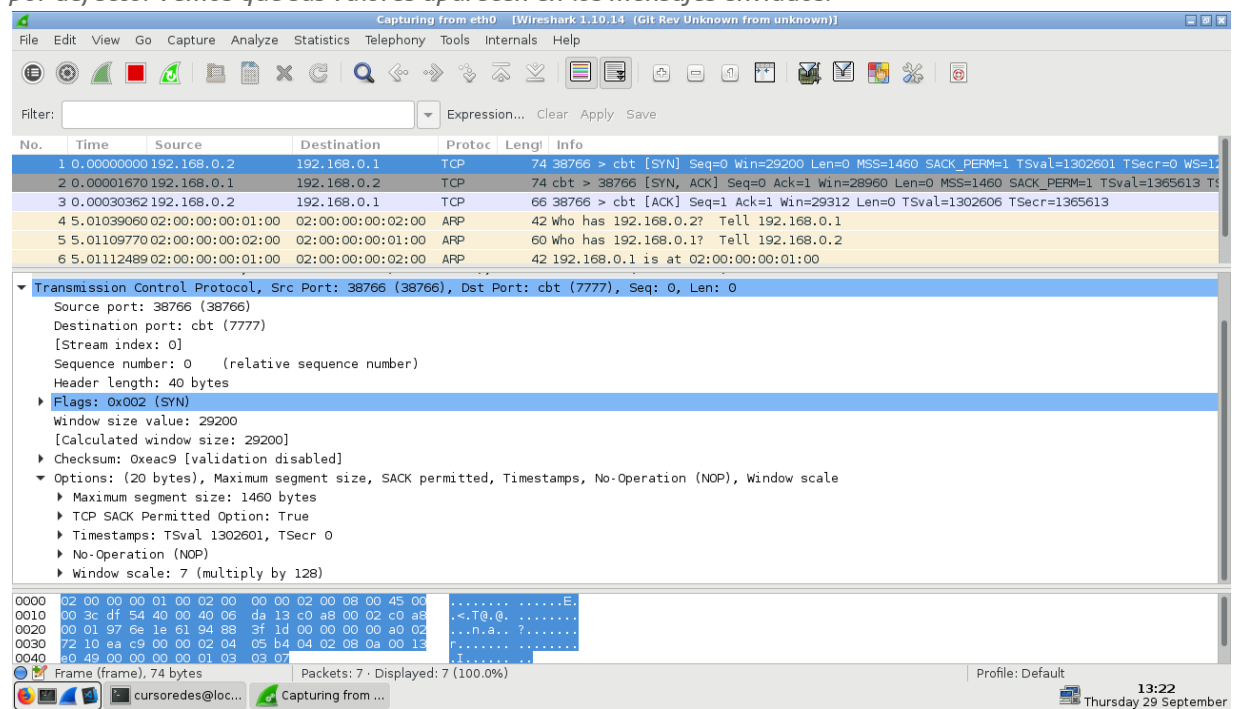 por defector vemos que sus valores aparecen en los mensajes enviados.
Capturing from eth0 [Wireshark 1.10.14 (Git Rev Unknown from unknown)]
File Edit View Go Capture Analyze Statistics Telephony Tools Internals Help
Filter: Expression... Clear Apply Save
No. Time Source Destination Protoc Lengt Info
1 0.00000000 192.168.0.2 192.168.0.1 TCP 74 38766 > cbt [SYN] Seq=0 Win=29200 Len=0 MSS=1460 SACK_PERM=1 TSval=1302601 TSecr=0 WS=12
2 0.00001670 192.168.0.1 192.168.0.2 TCP 74 cbt > 38766 [SYN, ACK] Seq=0 Ack=1 Win=28960 Len=0 MSS=1460 SACK_PERM=1 TSval=1365613 TS
3 0.00030362 192.168.0.2 192.168.0.1 TCP 66 38766 > cbt [ACK] Seq=1 Ack=1 Win=29312 Len=0 TSval=1302606 TSecr=1365613
4 5.01039060 02:00:00:00:01:00 02:00:00:00:02:00 ARP 42 Who has 192.168.0.2? Tell 192.168.0.1
5 5.01109770 02:00:00:00:02:00 02:00:00:00:01:00 ARP 60 Who has 192.168.0.1? Tell 192.168.0.2
6 5.01112489 02:00:00:00:01:00 02:00:00:00:02:00 ARP 42 192.168.0.1 is at 02:00:00:00:01:00
Transmission Control Protocol, Src Port: 38766 (38766), Dst Port: cbt (7777), Seq: 0, Len: 0
Source port: 38766 (38766)
Destination port: cbt (7777)
[Stream index: 0]
Sequence number: 0 (relative sequence number)
Header length: 40 bytes
Flags: 0x002 (SYN)
Window size value: 29200
[Calculated window size: 29200]
Checksum: 0xeac9 [validation disabled]
Options: (20 bytes), Maximum segment size, SACK permitted, Timestamps, No-Operation (NOP), Window scale
Maximum segment size: 1460 bytes
TCP SACK Permitted Option: True
Timestamps: TSval 1302601, TSecr 0
No-Operation (NOP)
Window scale: 7 (multiply by 128)
0000 02 00 00 00 01 00 02 00 00 00 02 00 08 00 45 00 ........ ......E.
0010 00 3c df 54 40 00 40 06 da 13 c0 a8 00 02 c0 a8 .<.T@.@. ........
0020 00 01 97 6e 1e 61 94 88 3f 1d 00 00 00 00 a0 02 ...n.a.. ?.......
0030 72 10 ea c9 00 00 02 04 05 b4 04 02 08 0a 00 13 r....... ........
0040 e0 49 00 00 00 00 01 03 03 07 .I...... ..
Frame (frame), 74 bytes Packets: 7 · Displayed: 7 (100.0%) Profile: Default
cursoredes@loc... Capturing from ... 13:22
Thursday 29 September